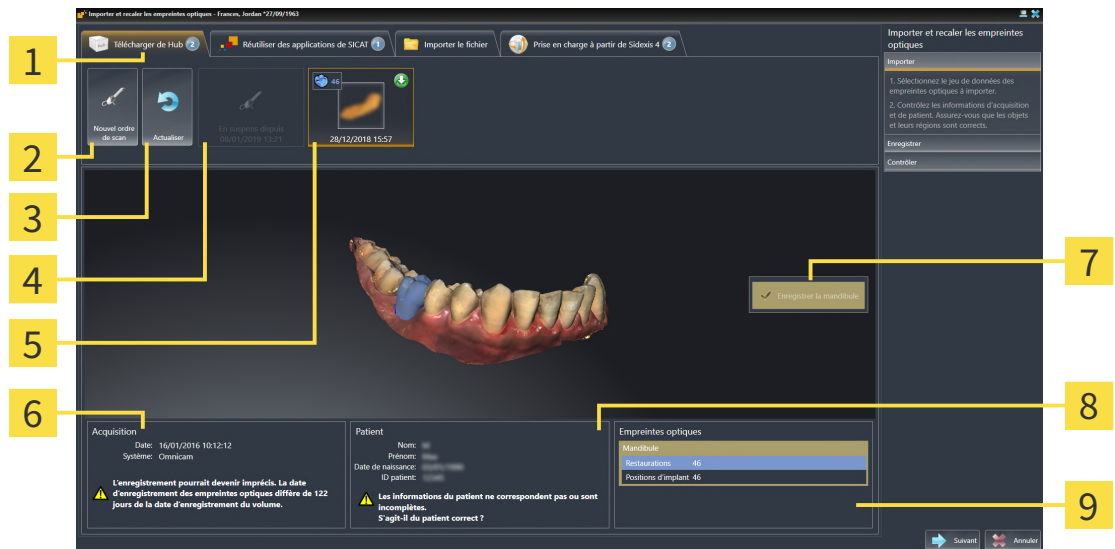 Importer et recaler les empreintes optiques - Frances, Jordan *27/09/1963
Télécharger de Hub 2
Réutiliser des applications de SICAT 1
Importer le fichier
Prise en charge à partir de Sidexis 4 2
Importer et recaler les empreintes optiques
Importer
1. Sélectionnez le jeu de données des empreintes optiques à importer.
2. Contrôlez les informations d'acquisition et de patient. Assurez-vous que les objets et leurs régions sont corrects.
Enregistrer
Contrôler
1
2
3
4
5
6
7
8
9
Nouvel ordre de scan
Actualiser
En suspens depuis
08/01/2019 13:21
46
28/12/2018 15:57
Enregistrer la mandibule
Acquisition
Date: 16/01/2016 10:12:12
Système: Omnicam
L'enregistrement pourrait devenir imprécis. La date d'enregistrement des empreintes optiques diffère de 122 jours de la date d'enregistrement du volume.
Patient
Nom:
Prénom:
Date de naissance:
ID patient:
Les informations du patient ne correspondent pas ou sont incomplètes.
S'agit-il du patient correct ?
Empreintes optiques
Mandibule
Restaurations 46
Positions d'implant 46
Suivant
Annuler